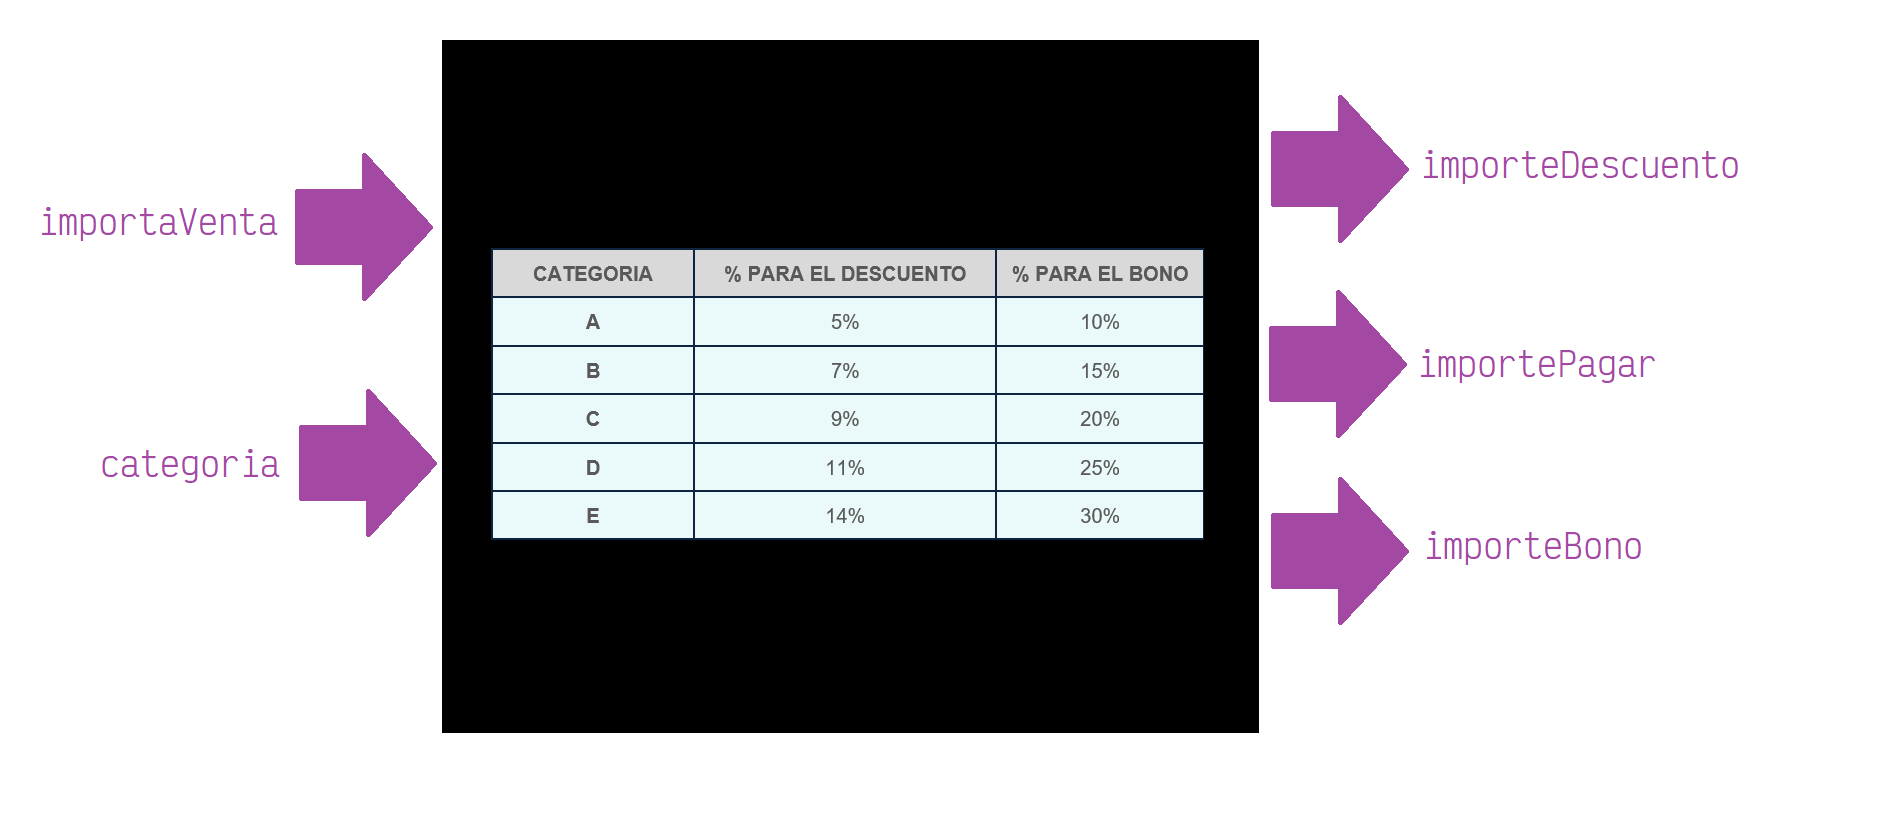 importaVenta
categoria
CATEGORIA % PARA EL DESCUENTO % PARA EL BONO
A 5% 10%
B 7% 15%
C 9% 20%
D 11% 25%
E 14% 30%
importeDescuento
importePagar
importeBono